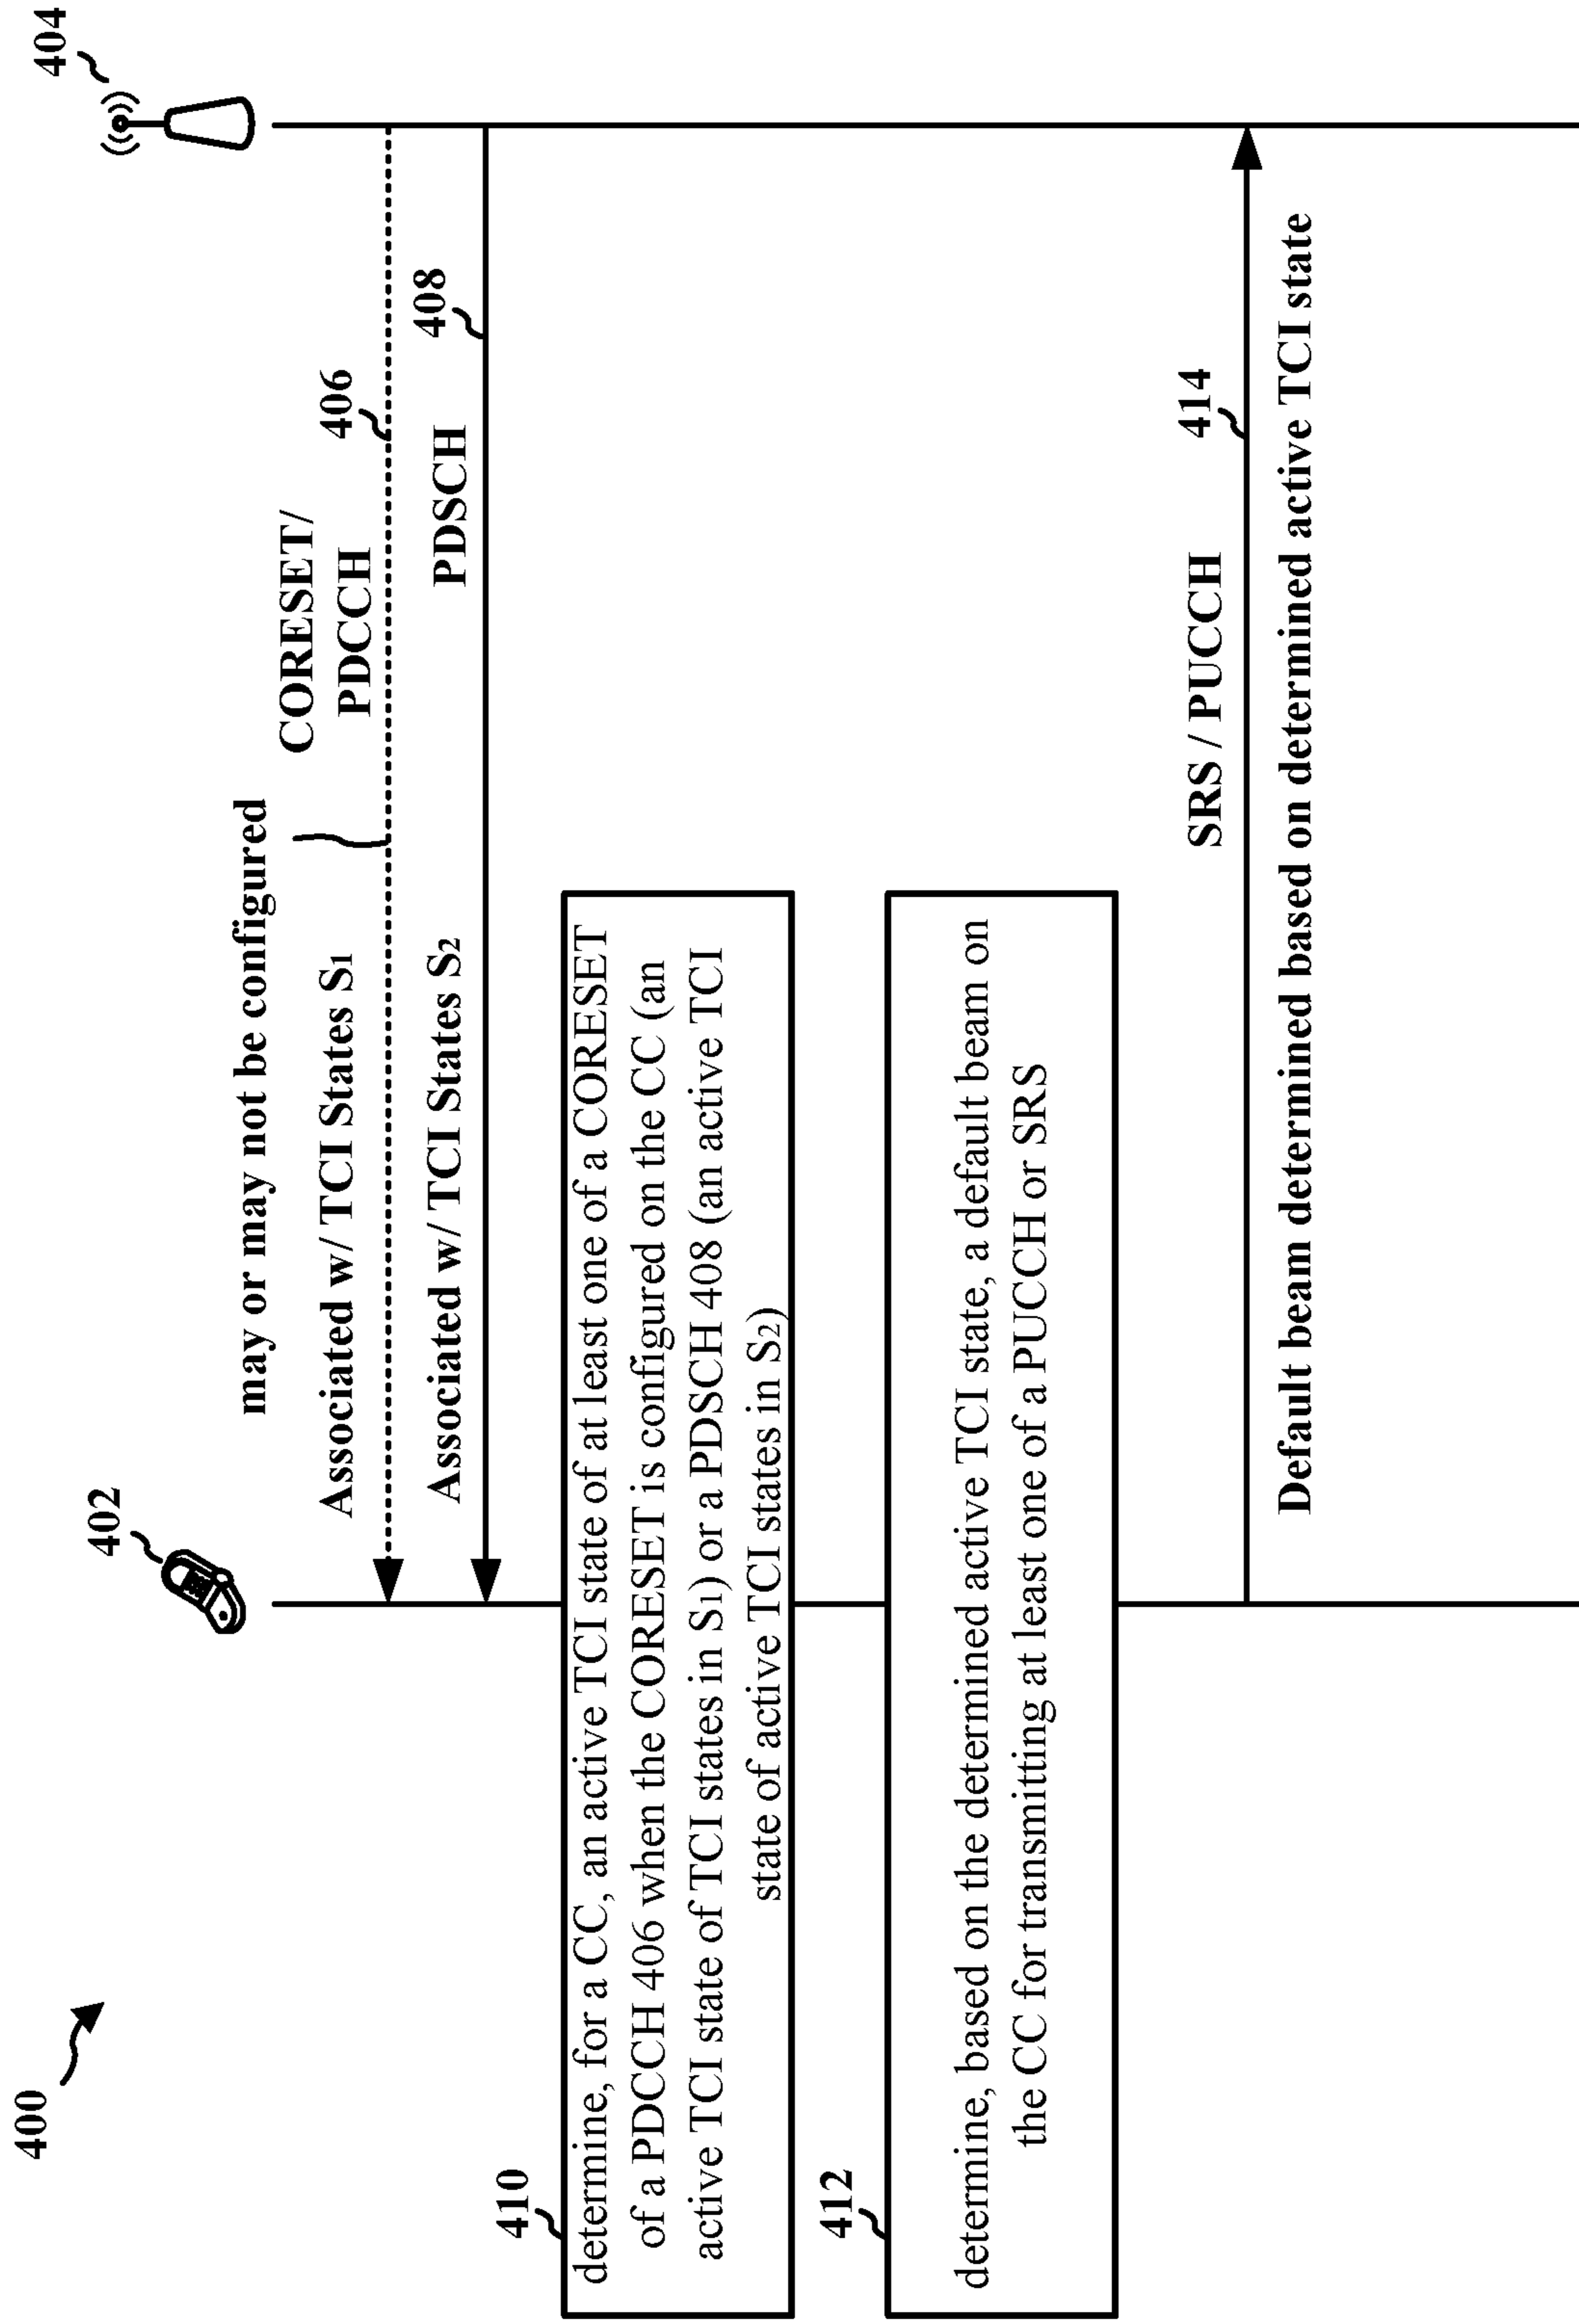 400
402
404
may or may not be configured
CORESET/
PDCCH
406
Associated w/ TCI States S1
PDSCH
408
Associated w/ TCI States S2
410
determine, for a CC, an active TCI state of at least one of a CORESET
of a PDCCH 406 when the CORESET is configured on the CC (an
active TCI state of TCI states in S1) or a PDSCH 408 (an active TCI
state of active TCI states in S2)
412
determine, based on the determined active TCI state, a default beam on
the CC for transmitting at least one of a PUCCH or SRS
SRS / PUCCH
414
Default beam determined based on determined active TCI state